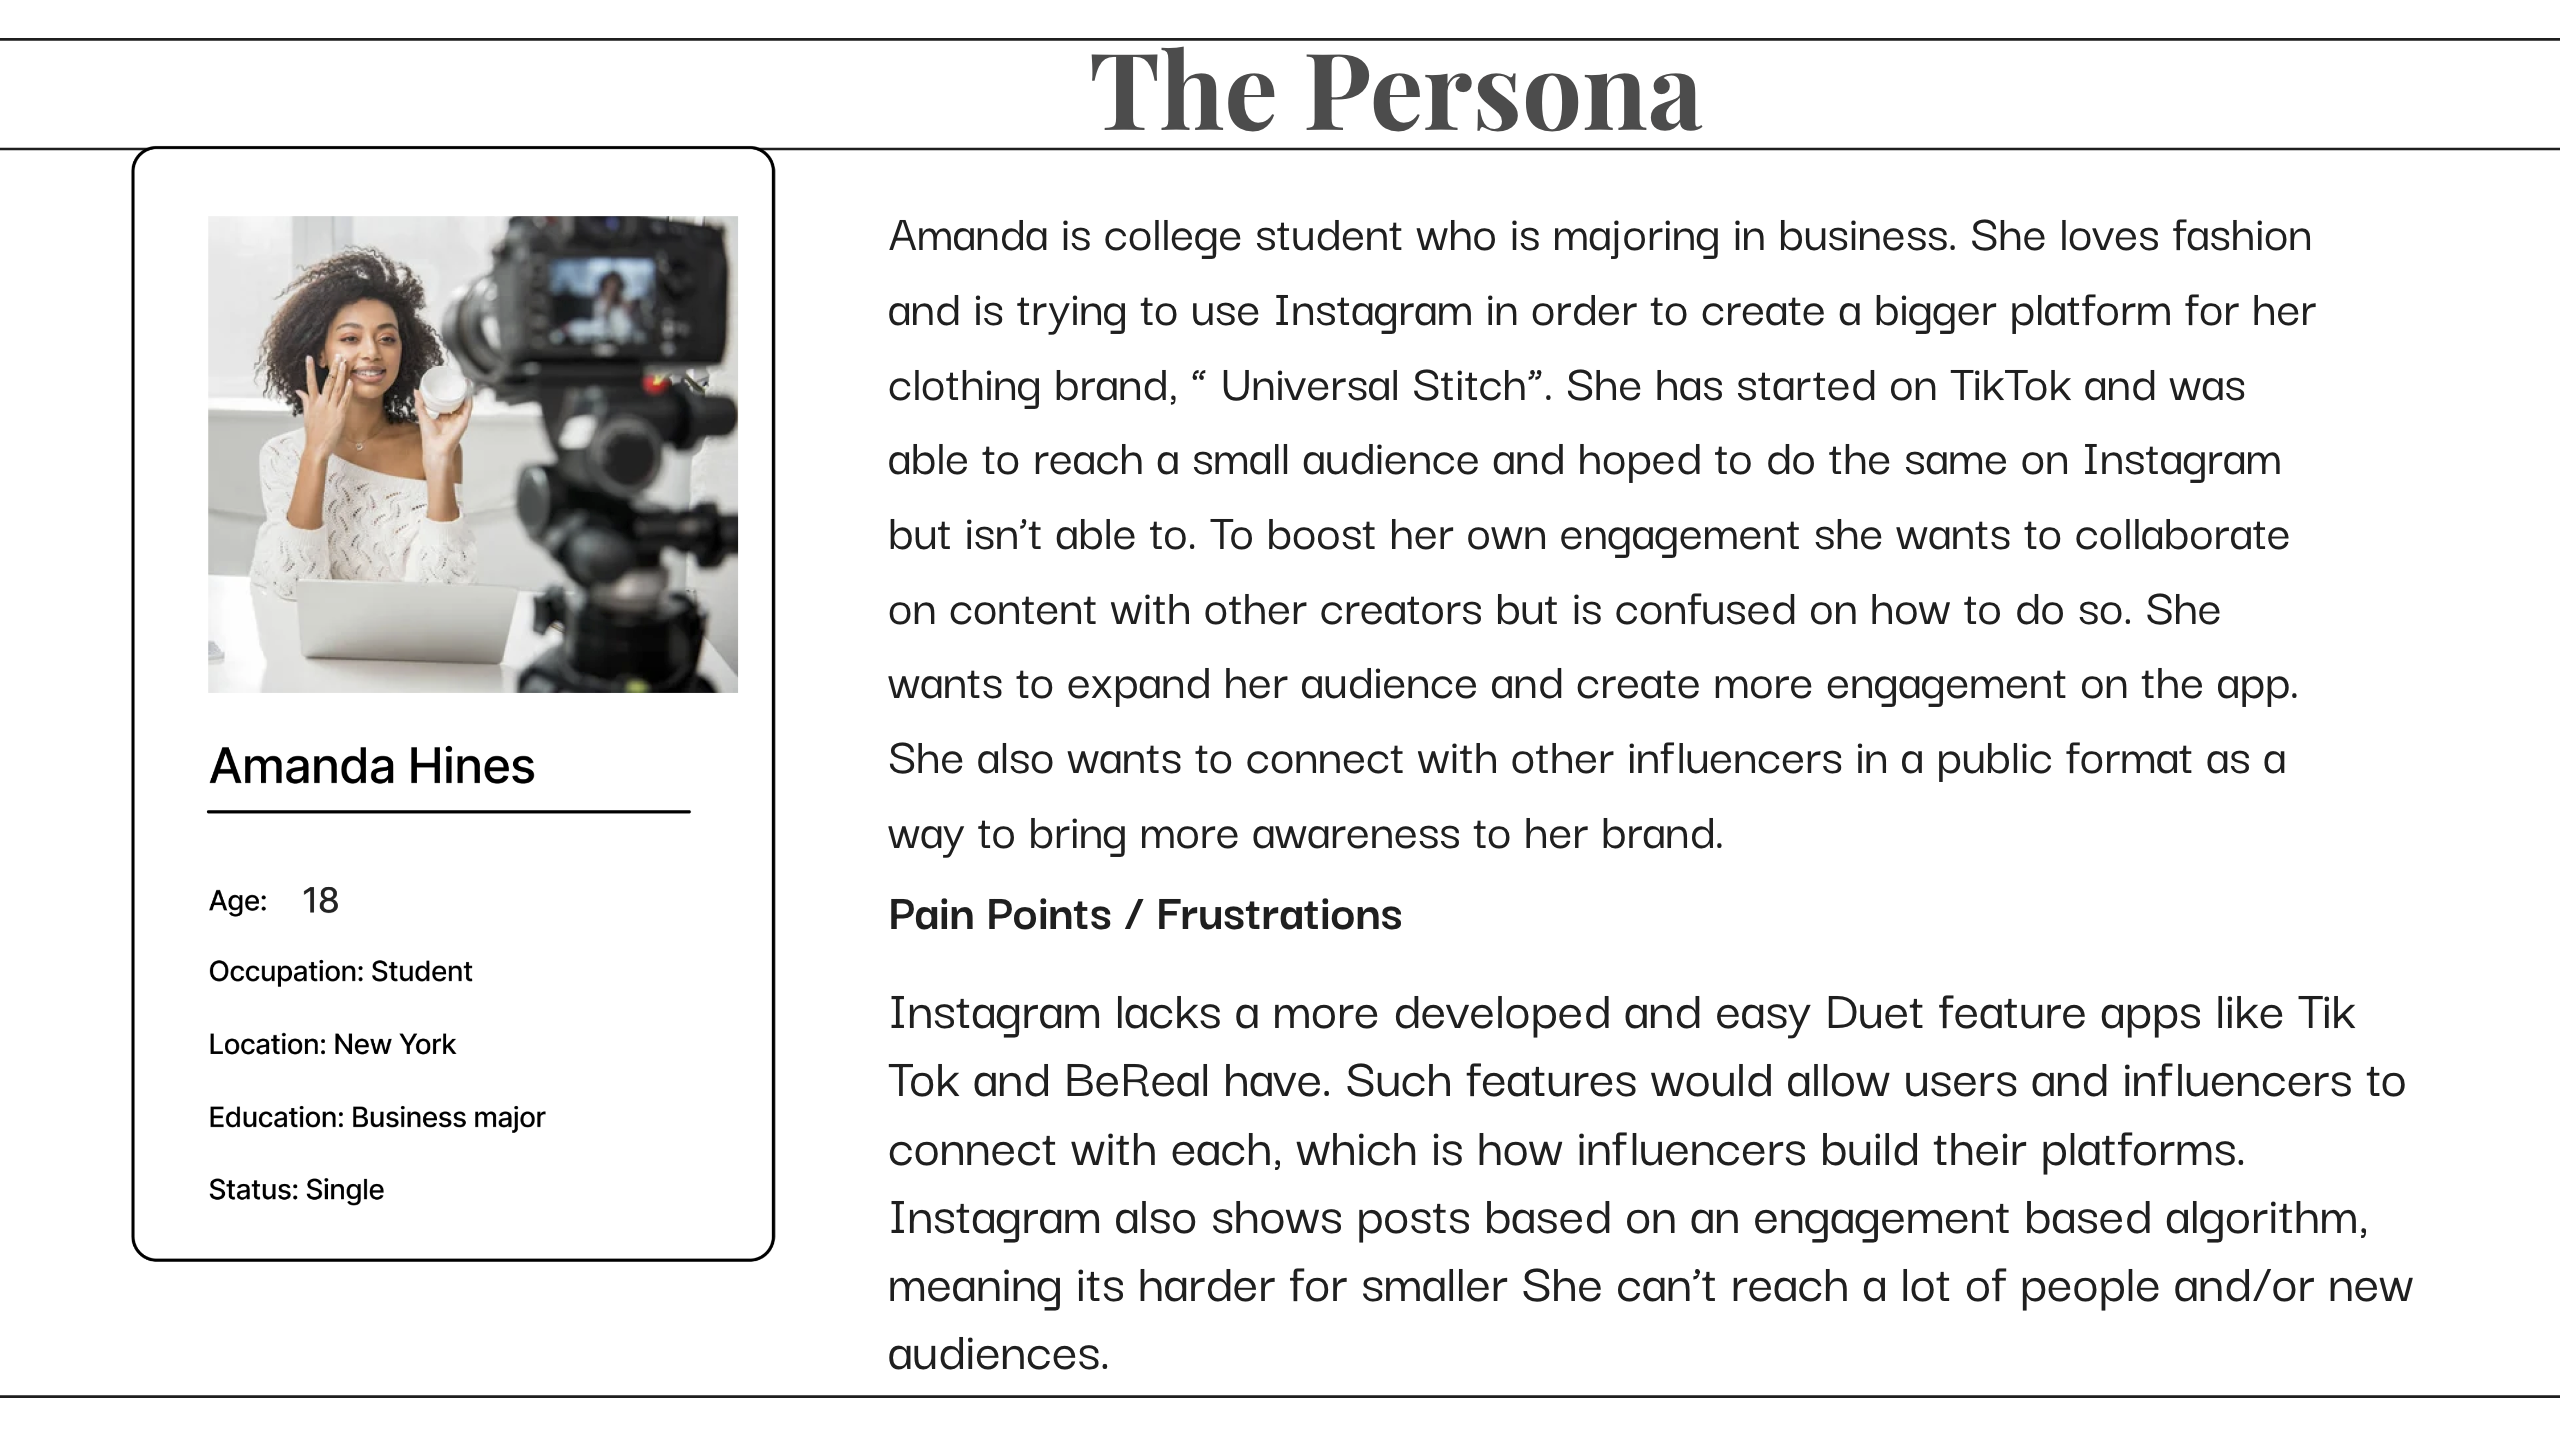 The Persona
Amanda Hines
Age: 18
Occupation: Student
Location: New York
Education: Business major
Status: Single
Amanda is college student who is majoring in business. She loves fashion
and is trying to use Instagram in order to create a bigger platform for her
clothing brand, “ Universal Stitch”. She has started on TikTok and was
able to reach a small audience and hoped to do the same on Instagram
but isn’t able to. To boost her own engagement she wants to collaborate
on content with other creators but is confused on how to do so. She
wants to expand her audience and create more engagement on the app.
She also wants to connect with other influencers in a public format as a
way to bring more awareness to her brand.
Pain Points / Frustrations
Instagram lacks a more developed and easy Duet feature apps like Tik
Tok and BeReal have. Such features would allow users and influencers to
connect with each, which is how influencers build their platforms.
Instagram also shows posts based on an engagement based algorithm,
meaning its harder for smaller She can’t reach a lot of people and/or new
audiences.